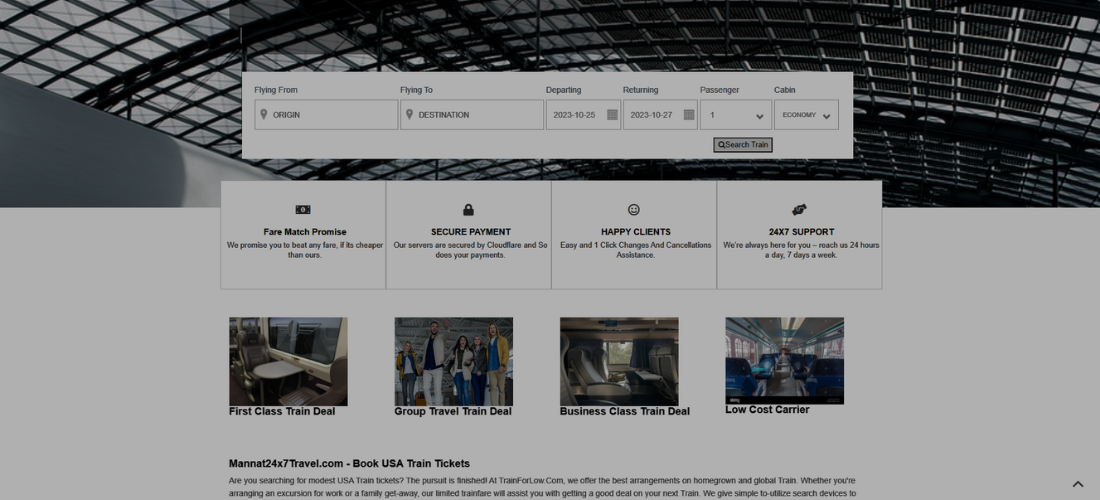 Flying From Flying To Departing Returning Passenger Cabin
ORIGIN DESTINATION 2023-10-25 2023-10-27 1 ECONOMY
Search Train
Fare Match Promise
We promise you to beat any fare, if its cheaper
than ours.
SECURE PAYMENT
Our servers are secured by Cloudflare and So
does your payments.
HAPPY CLIENTS
Easy and 1 Click Changes And Cancellations
Assistance.
24X7 SUPPORT
We're always here for you – reach us 24 hours
a day, 7 days a week.
First Class Train Deal
Group Travel Train Deal
Business Class Train Deal
Low Cost Carrier
Mannat24x7Travel.com - Book USA Train Tickets
Are you searching for modest USA Train tickets? The pursuit is finished! At TrainForLow.Com, we offer the best arrangements on homegrown and global Train. Whether you're
arranging an excursion for work or a family get-away, our limited trainfare will assist you with getting a good deal on your next Train. We give simple to-utilize search devices to